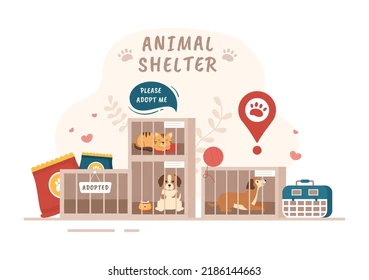 ANIMAL
SHELTER
PLEASE
ADOPT ME
ADOPTED
shutterstock.com · 2186144663